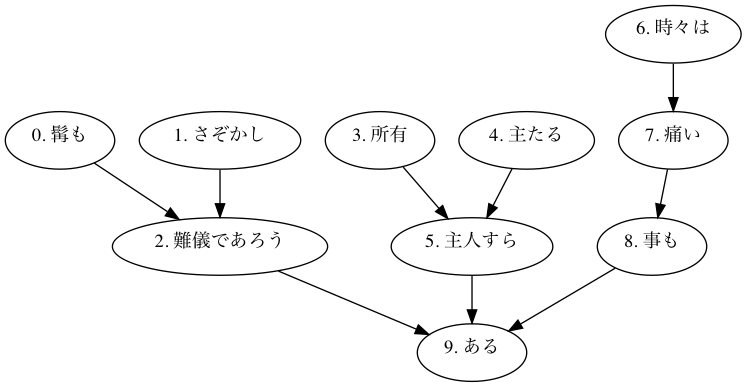 6. 時々は
0. 髯も
1. さぞかし
3. 所有
4. 主たる
7. 痛い
2. 難儀であろう
5. 主人すら
8. 事も
9. ある